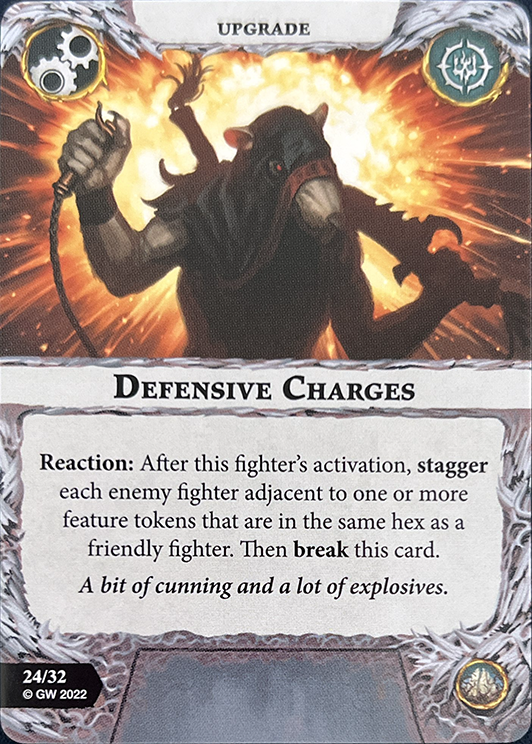 UPGRADE
DEFENSIVE CHARGES
Reaction: After this fighter’s activation, stagger
each enemy fighter adjacent to one or more
feature tokens that are in the same hex as a
friendly fighter. Then break this card.
A bit of cunning and a lot of explosives.
24/32
© GW 2022